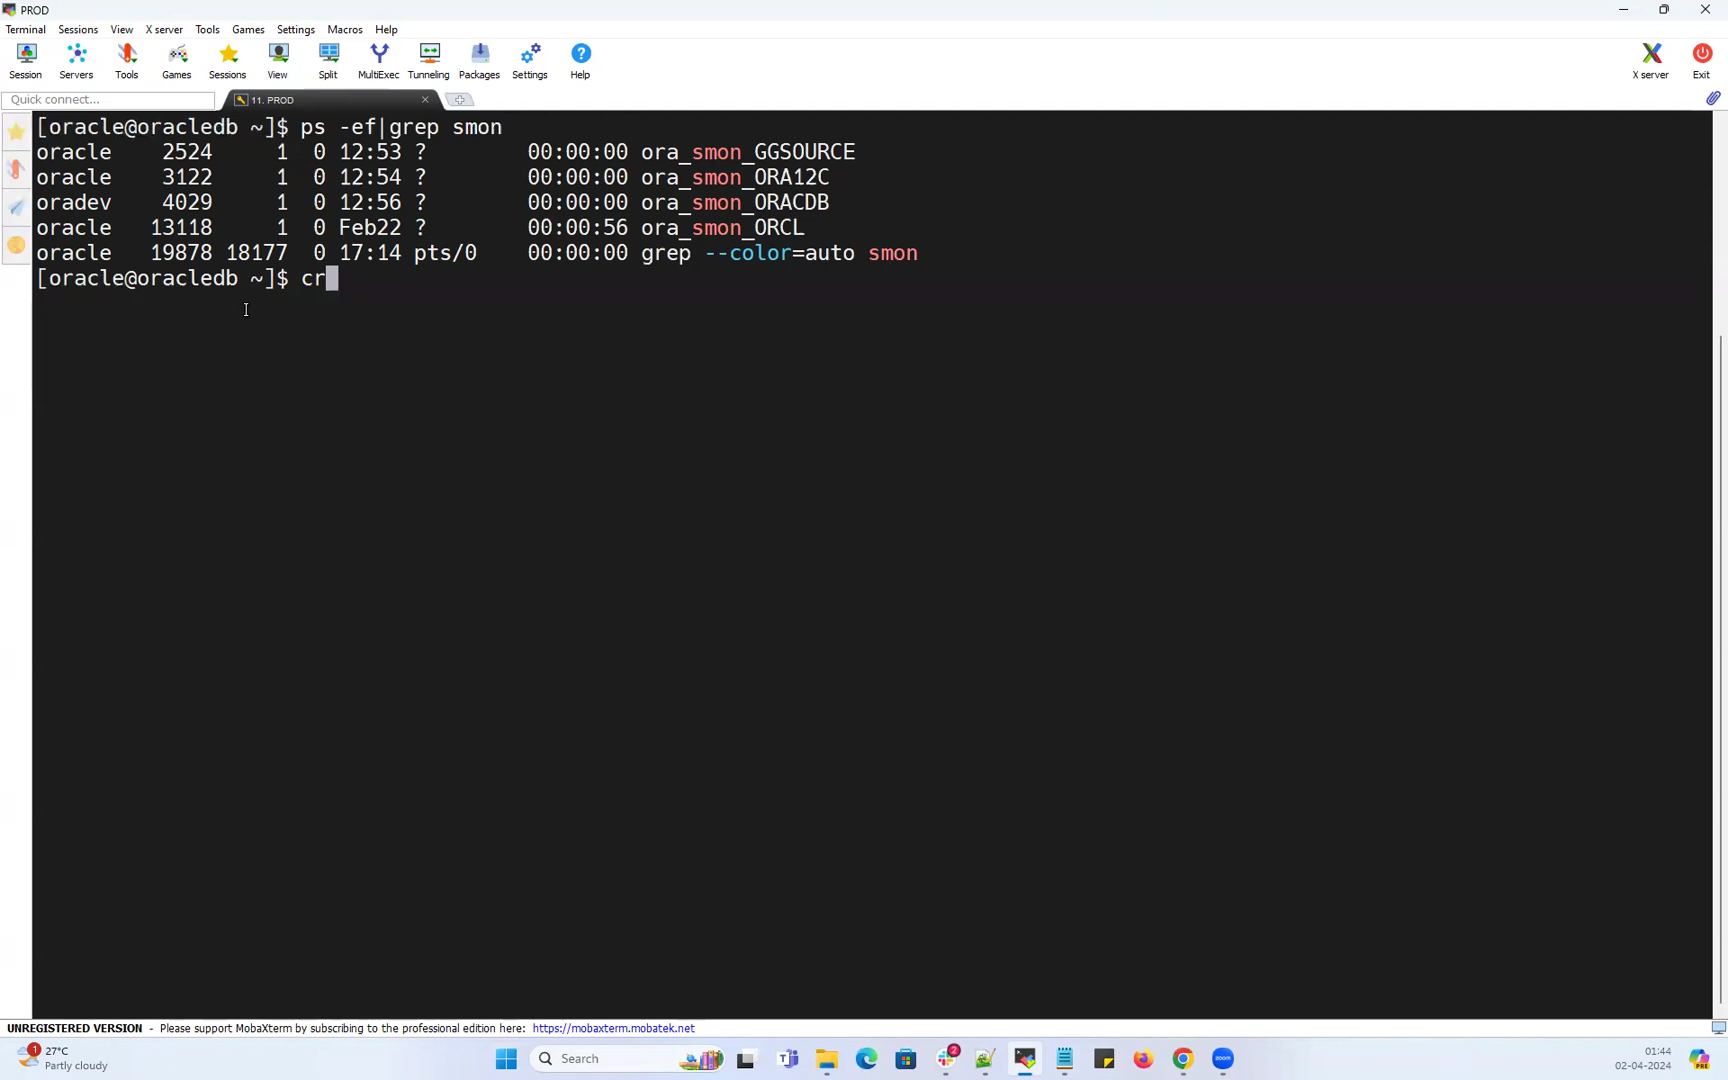 PROD
Terminal Sessions View X server Tools Games Settings Macros Help
Session Servers Tools Games Sessions View Split MultiExec Tunneling Packages Settings Help X server Exit
Quick connect... 11. PROD
[oracle@oracledb ~]$ ps -ef|grep smon
oracle 2524 1 0 12:53 ? 00:00:00 ora_smon_GGSOURCE
oracle 3122 1 0 12:54 ? 00:00:00 ora_smon_ORA12C
oradev 4029 1 0 12:56 ? 00:00:00 ora_smon_ORACDB
oracle 13118 1 0 Feb22 ? 00:00:56 ora_smon_ORCL
oracle 19878 18177 0 17:14 pts/0 00:00:00 grep --color=auto smon
[oracle@oracledb ~]$ cr
UNREGISTERED VERSION - Please support MobaXterm by subscribing to the professional edition here: https://mobaxterm.mobatek.net
1 27°C
Partly cloudy
Search
2
zoom
PRE
01:44
02-04-2024